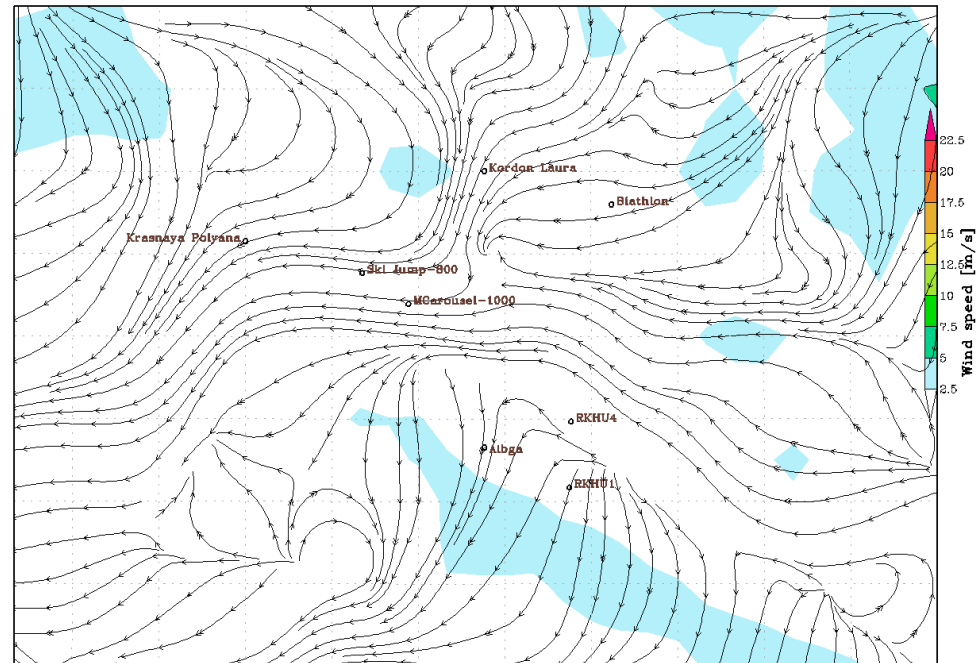 Kordon Laura
Biathlon
Krasnaya Polyana
Ski Jump-800
MCarousel-1000
RKHU4
Aibga
RKHU1
22.5
20
17.5
15
12.5
10
7.5
5
2.5
Wind speed [m/s]